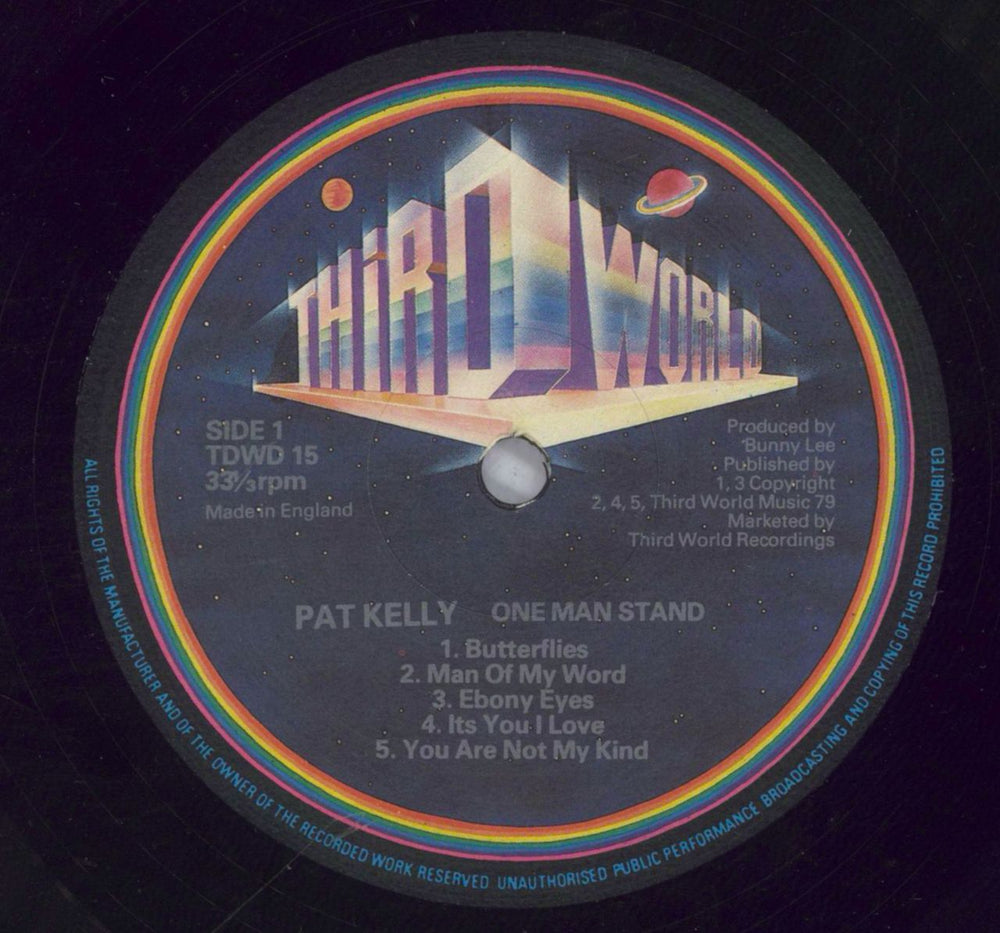 THiRD WORLD
SIDE 1
TDWD 15
33⅓rpm
Made in England
Produced by
Bunny Lee
Published by
1, 3 Copyright
2, 4, 5, Third World Music 79
Marketed by
Third World Recordings
PAT KELLY ONE MAN STAND
1. Butterflies
2. Man Of My Word
3. Ebony Eyes
4. Its You I Love
5. You Are Not My Kind
ALL RIGHTS OF THE MANUFACTURER AND OF THE OWNER OF THE RECORDED WORK RESERVED UNAUTHORISED PUBLIC PERFORMANCE BROADCASTING AND COPYING OF THIS RECORD PROHIBITED